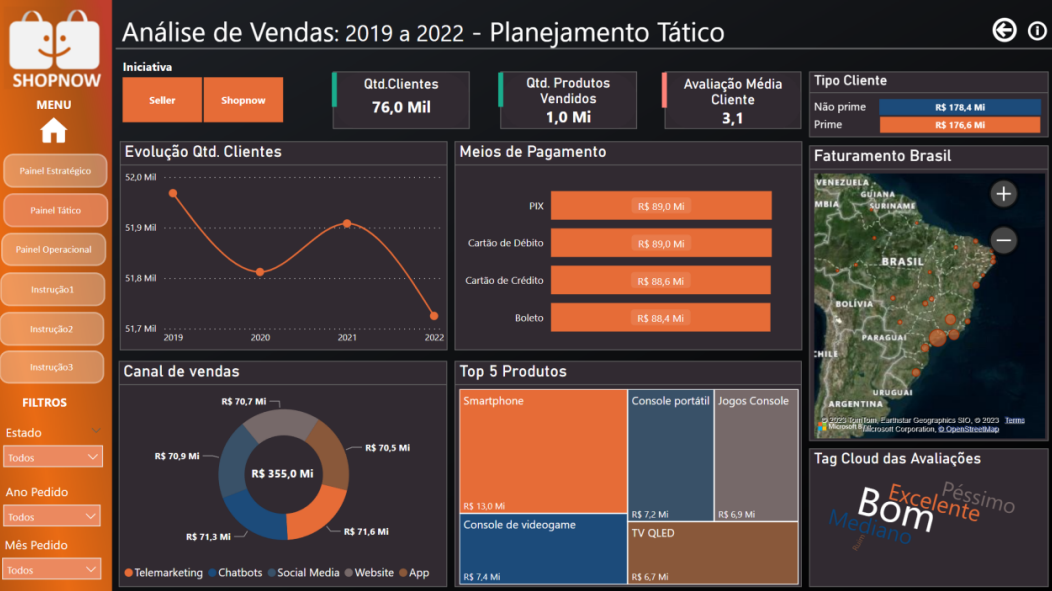 SHOPNOW
MENU
Painel Estratégico
Painel Tático
Painel Operacional
Instrução1
Instrução2
Instrução3
FILTROS
Estado
Todos
Ano Pedido
Todos
Mês Pedido
Todos
Análise de Vendas: 2019 a 2022 - Planejamento Tático
Iniciativa
Seller
Shopnow
Qtd.Clientes
76,0 Mil
Qtd. Produtos
Vendidos
1,0 Mi
Avaliação Média
Cliente
3,1
Tipo Cliente
Não prime R$ 178,4 Mi
Prime R$ 176,6 Mi
Evolução Qtd. Clientes
52,0 Mil
51,9 Mil
51,8 Mil
51,7 Mil
2019 2020 2021 2022
Meios de Pagamento
PIX R$ 89,0 Mi
Cartão de Débito R$ 89,0 Mi
Cartão de Crédito R$ 88,6 Mi
Boleto R$ 88,4 Mi
Faturamento Brasil
VENEZUELA
GUIANA
MBIA
SURINAME
BRASIL
BOLÍVIA
PARAGUAI
CHILE
URUGUAI
ARGENTINA
© 2023 TomTom, Earthstar Geographics SIO, © 2023 Terms
Microsoft Corporation, © OpenStreetMap
Canal de vendas
R$ 70,7 Mi
R$ 70,5 Mi
R$ 70,9 Mi
R$ 355,0 Mi
R$ 71,3 Mi
R$ 71,6 Mi
Telemarketing Chatbots Social Media Website App
Top 5 Produtos
Smartphone
R$ 13,0 Mi
Console de videogame
R$ 7,4 Mi
Console portátil
R$ 7,2 Mi
Jogos Console
R$ 6,9 Mi
TV QLED
R$ 6,7 Mi
Tag Cloud das Avaliações
Péssimo
Excelente
Bom
Mediano